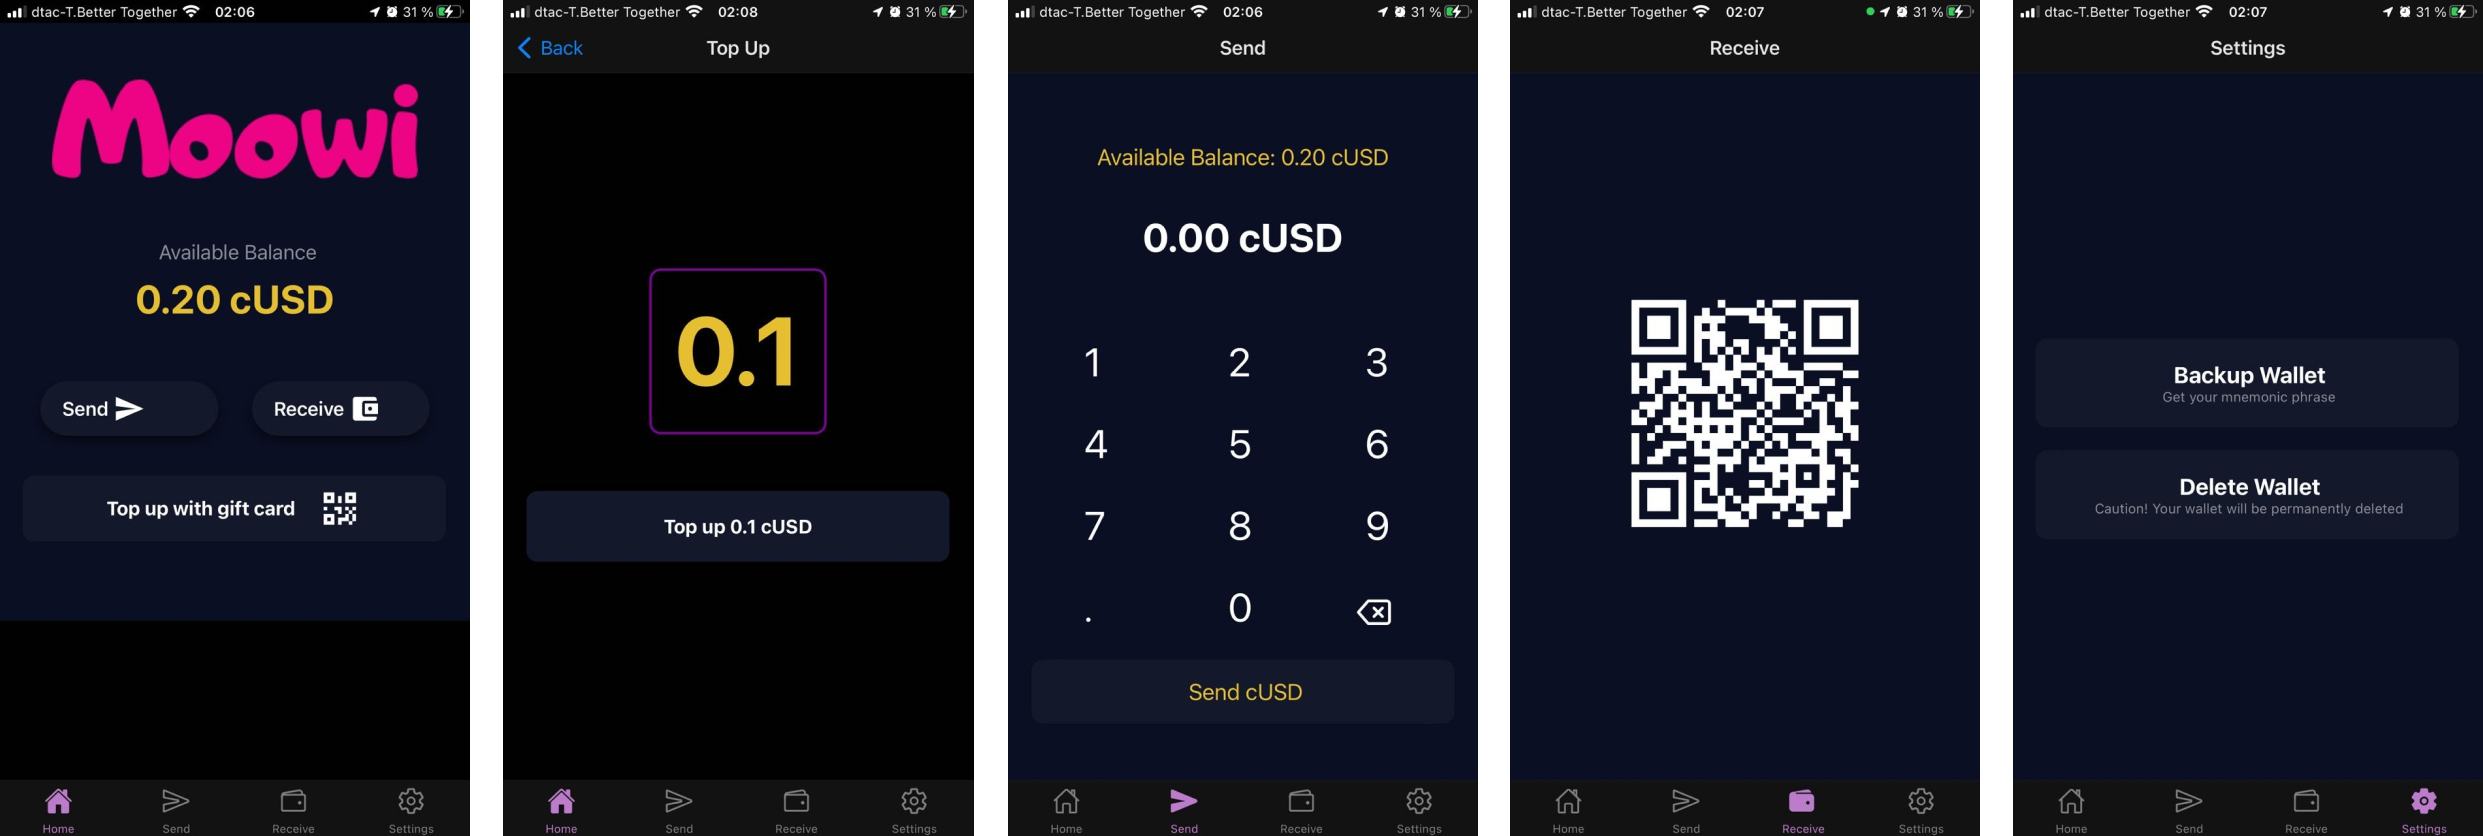 dtac-T.Better Together 02:06 31 %
Moowi
Available Balance
0.20 cUSD
Send
Receive
Top up with gift card
Home
Send
Receive
Settings
dtac-T.Better Together 02:08 31 %
Back
Top Up
0.1
Top up 0.1 cUSD
Home
Send
Receive
Settings
dtac-T.Better Together 02:06 31 %
Send
Available Balance: 0.20 cUSD
0.00 cUSD
1 2 3
4 5 6
7 8 9
. 0
Send cUSD
Home
Send
Receive
Settings
dtac-T.Better Together 02:07 31 %
Receive
Home
Send
Receive
Settings
dtac-T.Better Together 02:07 31 %
Settings
Backup Wallet
Get your mnemonic phrase
Delete Wallet
Caution! Your wallet will be permanently deleted
Home
Send
Receive
Settings